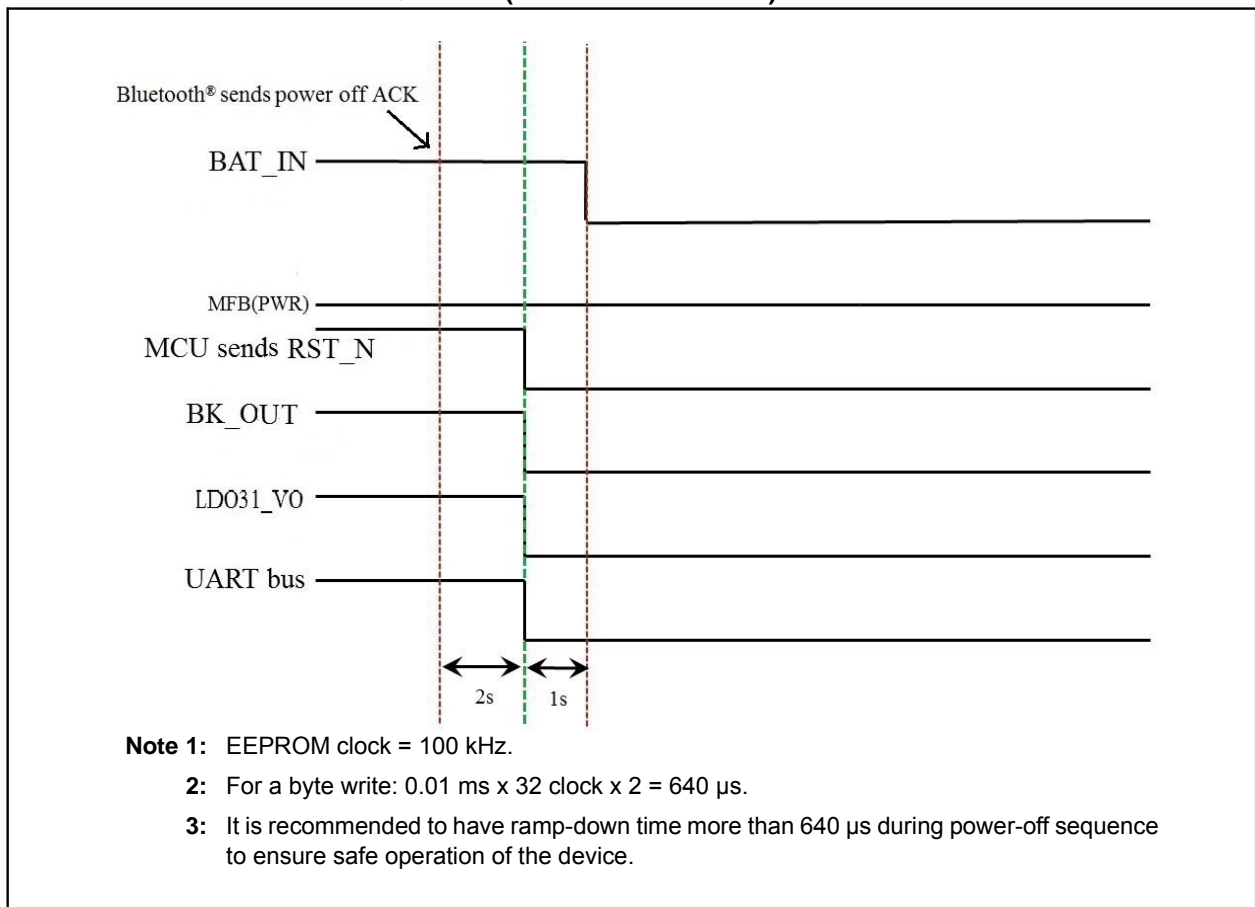 Bluetooth® sends power off ACK
BAT_IN
MFB(PWR)
MCU sends RST_N
BK_OUT
LDO31_VO
UART bus
2s
1s
Note 1: EEPROM clock = 100 kHz.
2: For a byte write: 0.01 ms x 32 clock x 2 = 640 µs.
3: It is recommended to have ramp-down time more than 640 µs during power-off sequence
to ensure safe operation of the device.